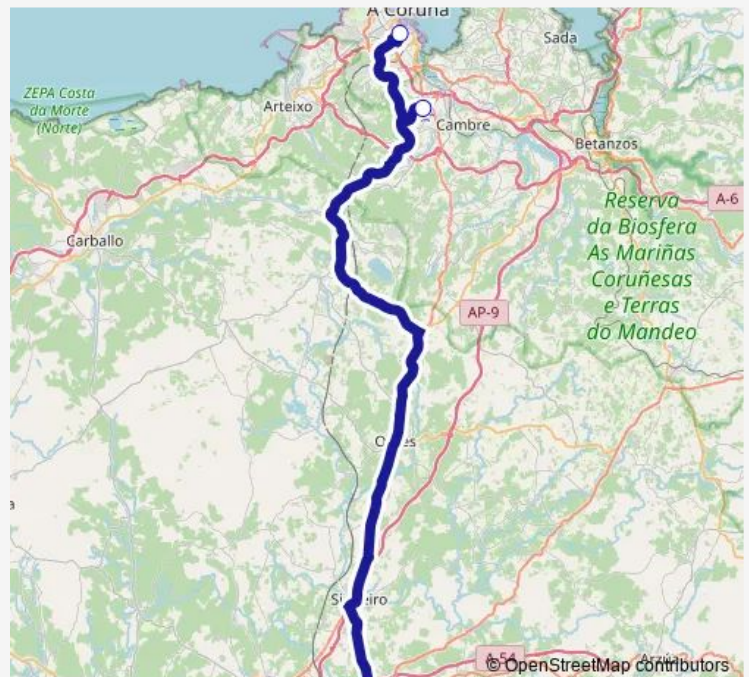 A Coruña
Sada
ZEPA Costa
da Morte
(Norte)
Arteixo
Cambre
Betanzos
Reserva
da Biosfera
As Mariñas
Coruñesas
e Terras
do Mandeo
A-6
Carballo
AP-9
A-54
© OpenStreetMap contributors